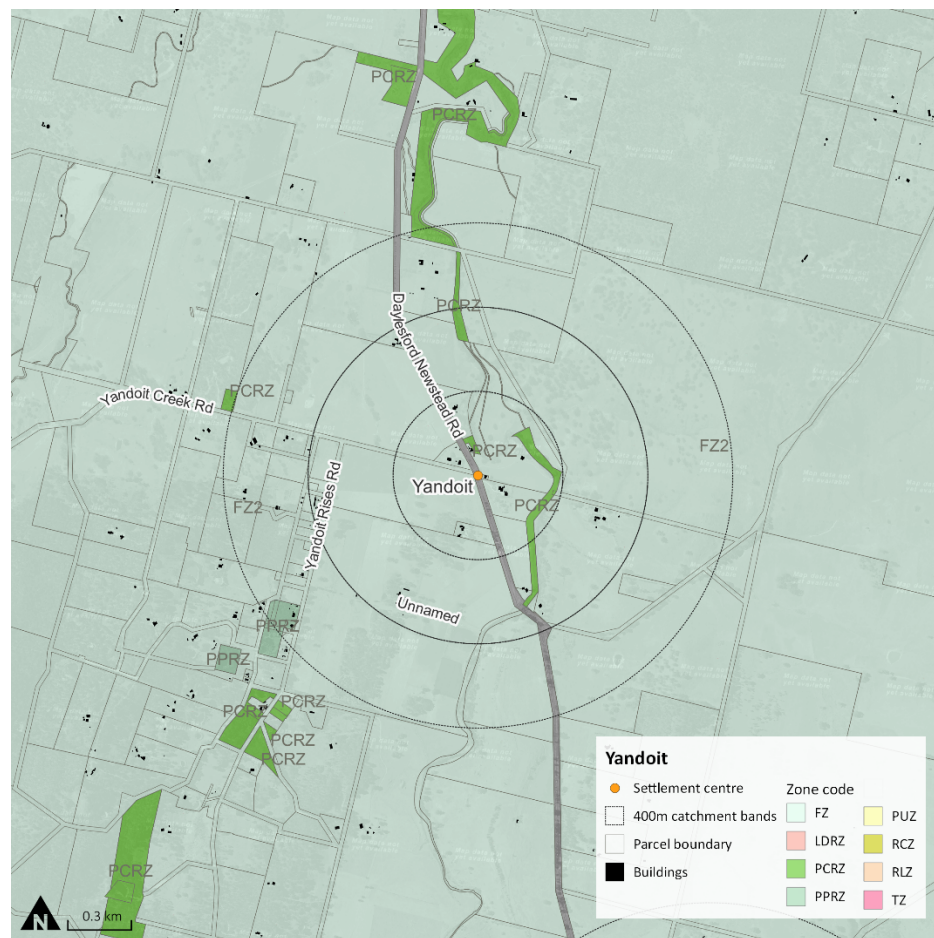 PCRZ
PCRZ
PCRZ
Daylesford Newstead Rd
PCRZ
Yandoit Creek Rd
PCRZ
FZ2
Yandoit
Yandoit Rises Rd
FZ2
PCRZ
Unnamed
PPRZ
PPRZ
PCRZ
PCRZ
PCRZ
PCRZ
PCRZ
N
0.3 km
Yandoit
Settlement centre
400m catchment bands
Parcel boundary
Buildings
Zone code
FZ
LDRZ
PCRZ
PPRZ
PUZ
RCZ
RLZ
TZ